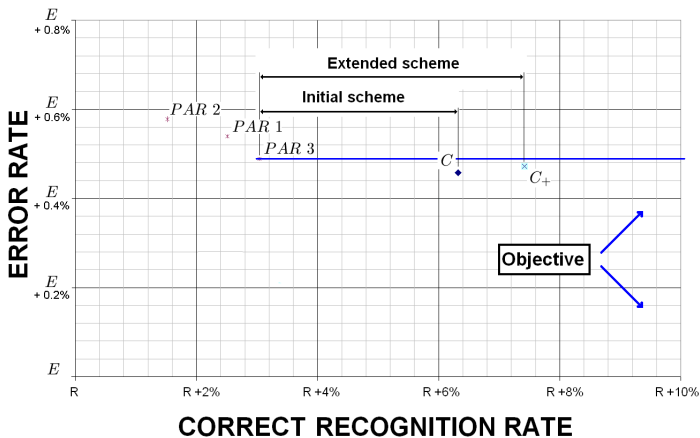 E
+ 0.8%
Extended scheme
Initial scheme
E
+ 0.6%
PAR 2
PAR 1
PAR 3
C
C+
E
+ 0.4%
Objective
E
+ 0.2%
E
R
R +2%
R +4%
R +6%
R +8%
R +10%
ERROR RATE
CORRECT RECOGNITION RATE